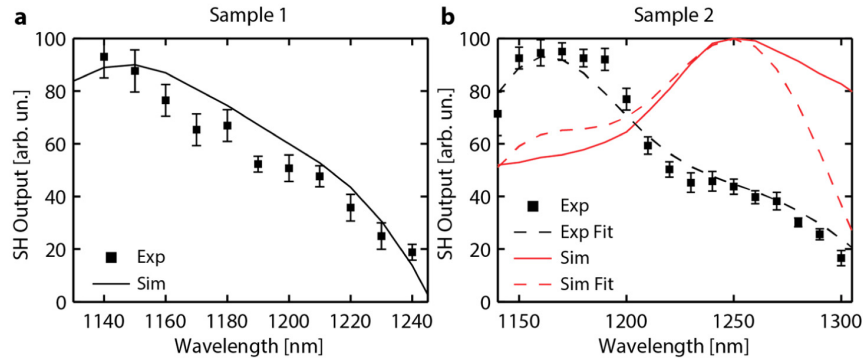 a Sample 1
100
80
60
40
20
0
SH Output [arb. un.]
Exp
Sim
1140 1160 1180 1200 1220 1240
Wavelength [nm]
b Sample 2
100
80
60
40
20
0
SH Output [arb. un.]
Exp
Exp Fit
Sim
Sim Fit
1150 1200 1250 1300
Wavelength [nm]